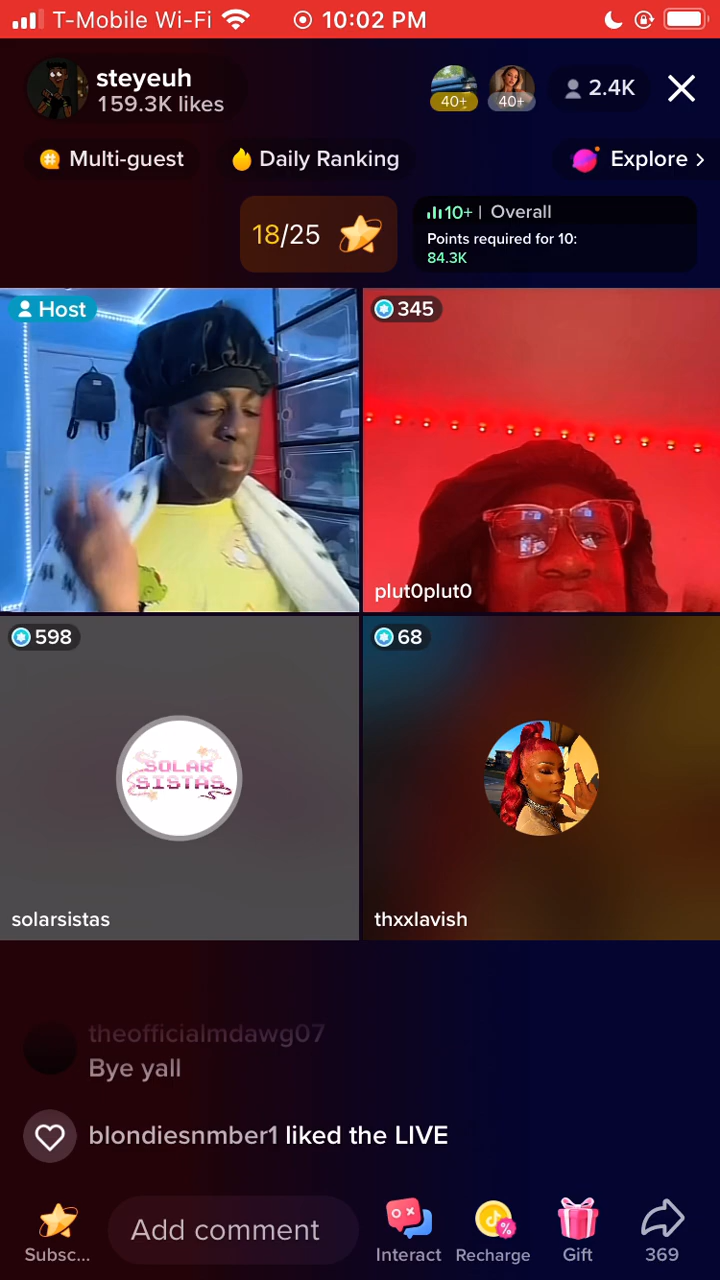 T-Mobile Wi-Fi 10:02 PM
steyeuh
159.3K likes
40+
40+
2.4K
Multi-guest
Daily Ranking
Explore >
18/25
10+ | Overall
Points required for 10:
84.3K
Host
345
plut0plut0
598
68
SOLAR
SISTAS
solarsistas
thxxlavish
theofficialmdawg07
Bye yall
blondiesnmber1 liked the LIVE
Add comment
Subsc...
Interact
Recharge
Gift
369